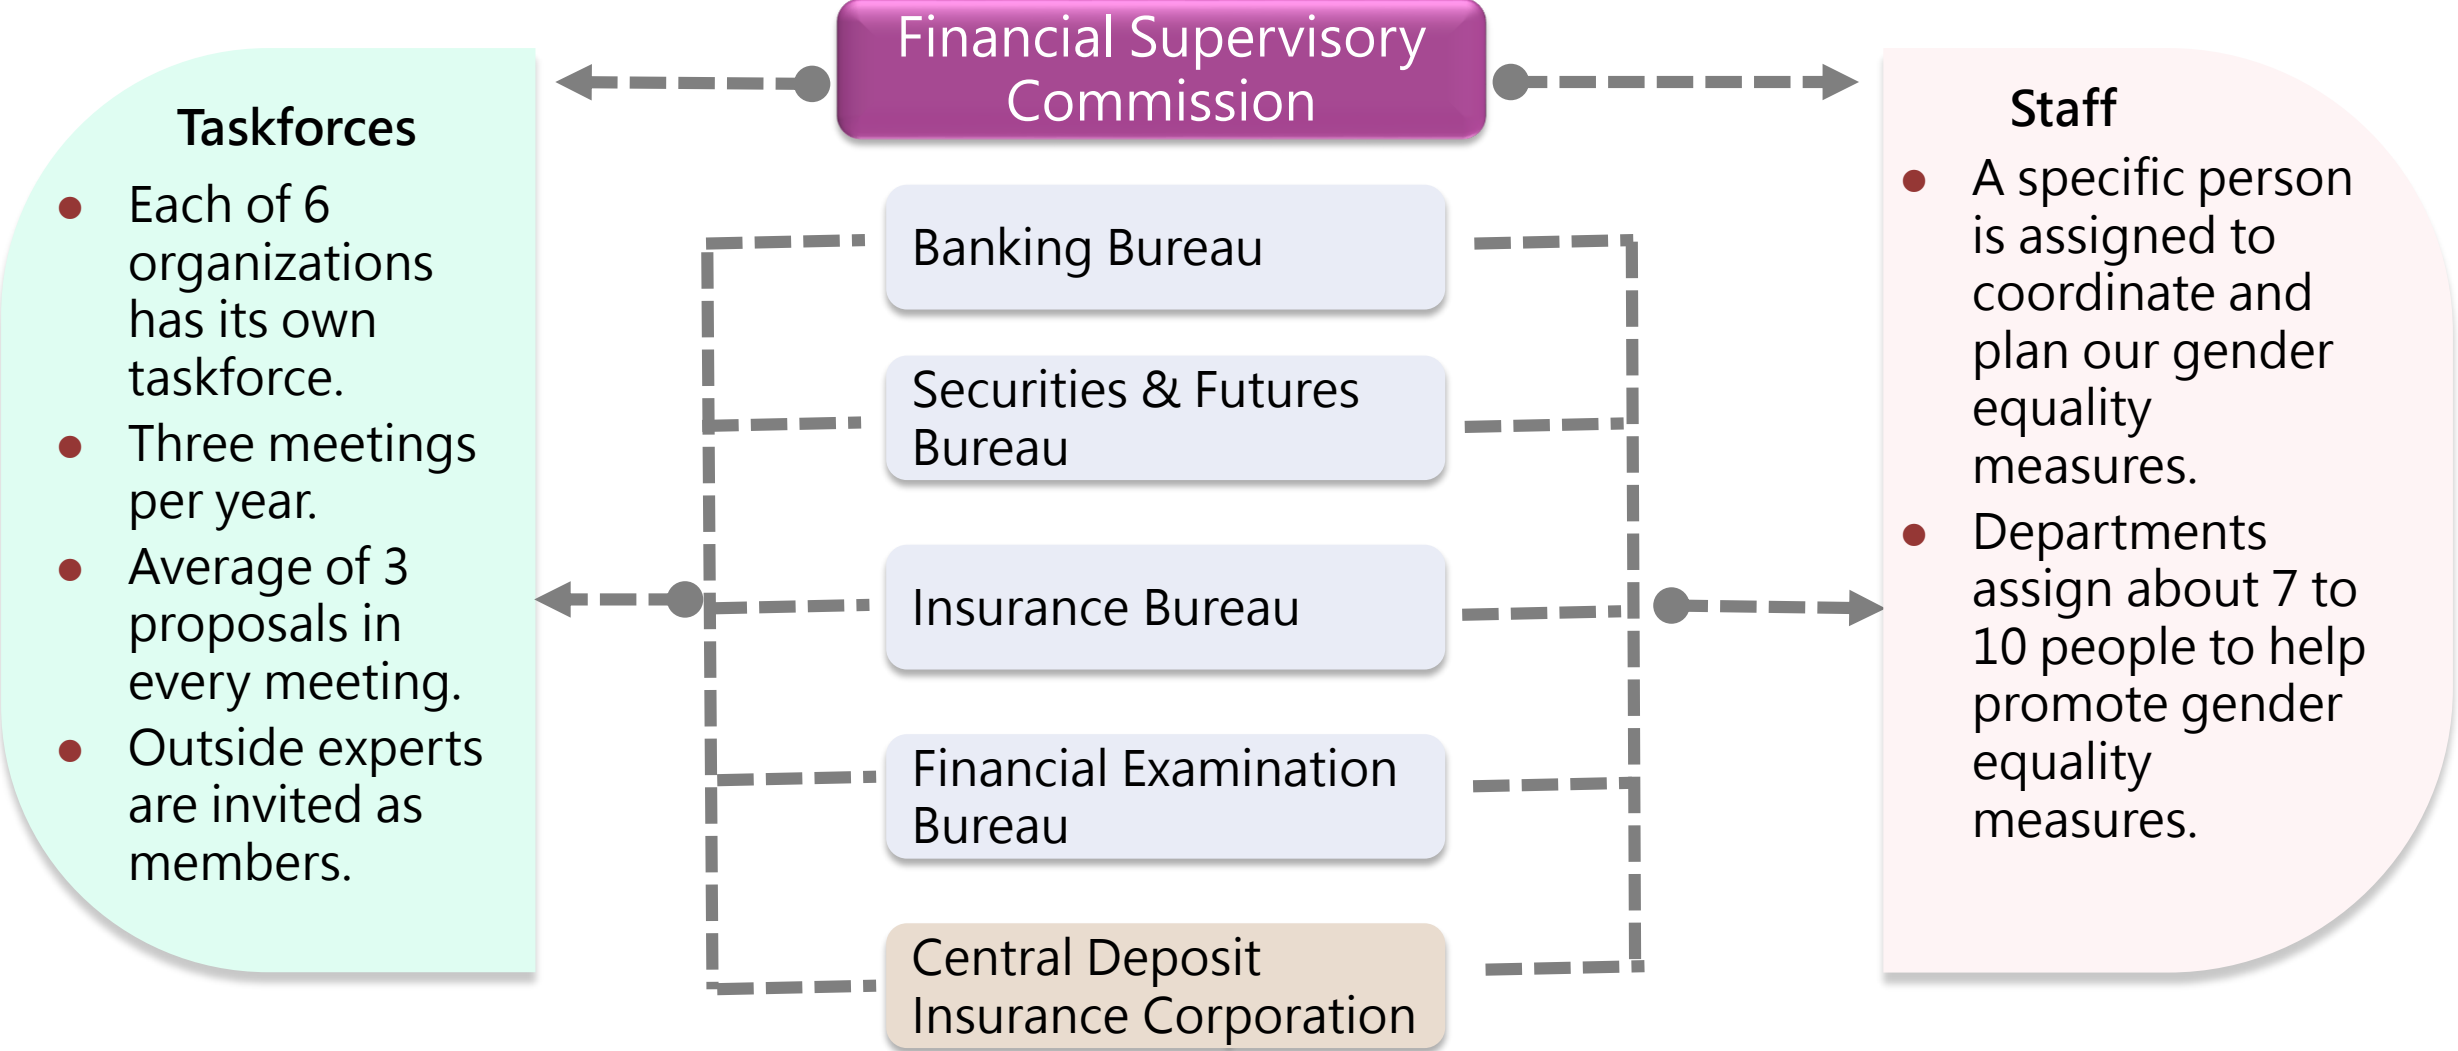 Financial Supervisory
Commission
Taskforces
Each of 6
organizations
has its own
taskforce.
Three meetings
per year.
Average of 3
proposals in
every meeting.
Outside experts
are invited as
members.
Banking Bureau
Securities & Futures
Bureau
Insurance Bureau
Financial Examination
Bureau
Central Deposit
Insurance Corporation
Staff
A specific person
is assigned to
coordinate and
plan our gender
equality
measures.
Departments
assign about 7 to
10 people to help
promote gender
equality
measures.